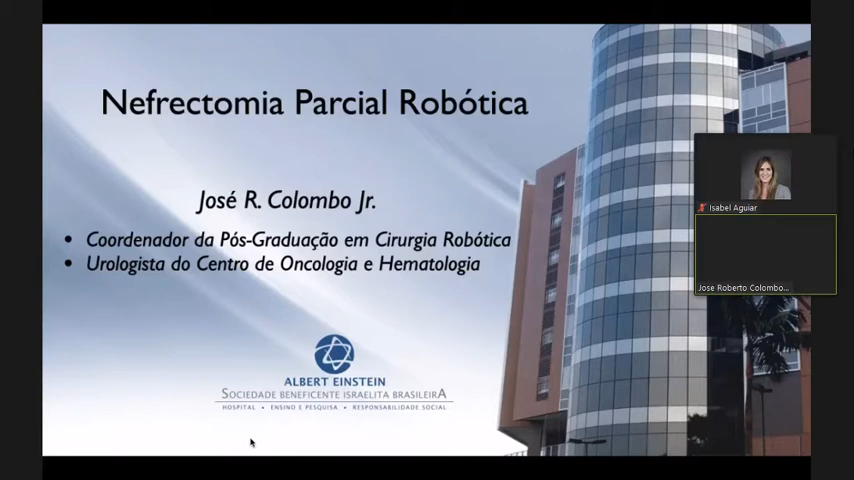 Nefrectomia Parcial Robótica
José R. Colombo Jr.
• Coordenador da Pós-Graduação em Cirurgia Robótica
• Urologista do Centro de Oncologia e Hematologia
ALBERT EINSTEIN
SOCIEDADE BENEFICENTE ISRAELITA BRASILEIRA
HOSPITAL • ENSINO E PESQUISA • RESPONSABILIDADE SOCIAL
Isabel Aguiar
Jose Roberto Colombo...